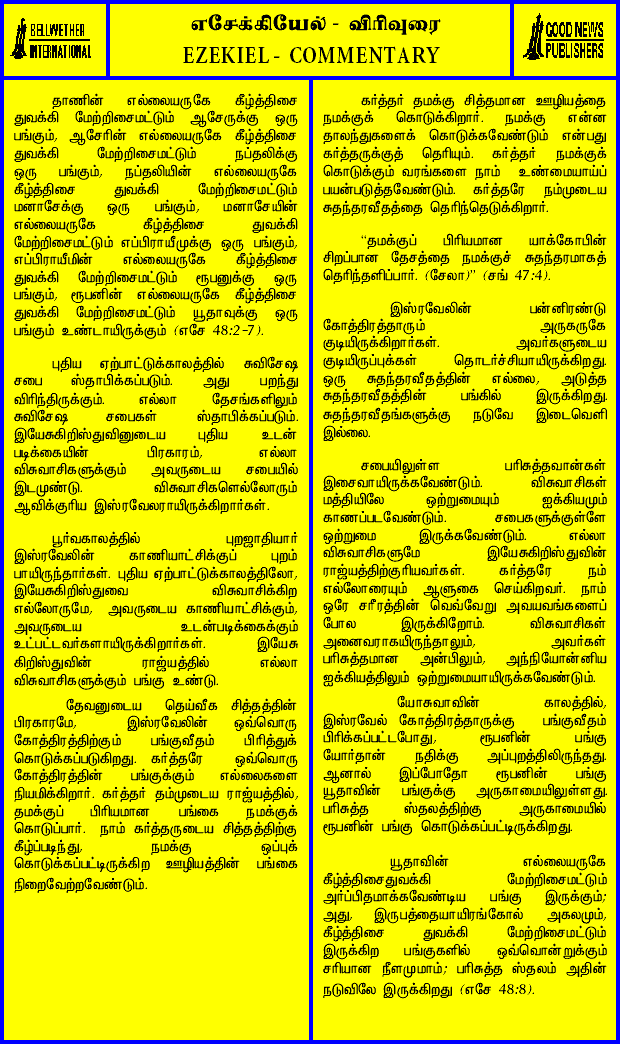 BELLWETHER
INTERNATIONAL
எசேக்கியேல் - விரிவுரை
EZEKIEL - COMMENTARY
GOOD NEWS
PUBLISHERS
தாணின் எல்லையருகே கீழ்த்திசை
துவக்கி மேற்றிசைமட்டும் ஆசேருக்கு ஒரு
பங்கும், ஆசேரின் எல்லையருகே கீழ்த்திசை
துவக்கி மேற்றிசைமட்டும் நப்தலிக்கு
ஒரு பங்கும், நப்தலியின் எல்லையருகே
கீழ்த்திசை துவக்கி மேற்றிசைமட்டும்
மனாசேக்கு ஒரு பங்கும், மனாசேயின்
எல்லையருகே கீழ்த்திசை துவக்கி
மேற்றிசைமட்டும் எப்பிராயீமுக்கு ஒரு பங்கும்,
எப்பிராயீமின் எல்லையருகே கீழ்த்திசை
துவக்கி மேற்றிசைமட்டும் ரூபனுக்கு ஒரு
பங்கும், ரூபனின் எல்லையருகே கீழ்த்திசை
துவக்கி மேற்றிசைமட்டும் யூதாவுக்கு ஒரு
பங்கும் உண்டாயிருக்கும் (எசே 48:2-7).
புதிய ஏற்பாட்டுக்காலத்தில் சுவிசேஷ
சபை ஸ்தாபிக்கப்படும். அது பறந்து
விரிந்திருக்கும். எல்லா தேசங்களிலும்
சுவிசேஷ சபைகள் ஸ்தாபிக்கப்படும்.
இயேசுகிறிஸ்துவினுடைய புதிய உடன்
படிக்கையின் பிரகாரம், எல்லா
விசுவாசிகளுக்கும் அவருடைய சபையில்
இடமுண்டு. விசுவாசிகளெல்லோரும்
ஆவிக்குரிய இஸ்ரவேலராயிருக்கிறார்கள்.
பூர்வகாலத்தில் புறஜாதியார்
இஸ்ரவேலின் காணியாட்சிக்குப் புறம்
பாயிருந்தார்கள். புதிய ஏற்பாட்டுக்காலத்திலோ,
இயேசுகிறிஸ்துவை விசுவாசிக்கிற
எல்லோருமே, அவருடைய காணியாட்சிக்கும்,
அவருடைய உடன்படிக்கைக்கும்
உட்பட்டவர்களாயிருக்கிறார்கள். இயேசு
கிறிஸ்துவின் ராஜ்யத்தில் எல்லா
விசுவாசிகளுக்கும் பங்கு உண்டு.
தேவனுடைய தெய்வீக சித்தத்தின்
பிரகாரமே, இஸ்ரவேலின் ஒவ்வொரு
கோத்திரத்திற்கும் பங்குவீதம் பிரித்துக்
கொடுக்கப்படுகிறது. கர்த்தரே ஒவ்வொரு
கோத்திரத்தின் பங்குக்கும் எல்லைகளை
நியமிக்கிறார். கர்த்தர் தம்முடைய ராஜ்யத்தில்,
தமக்குப் பிரியமான பங்கை நமக்குக்
கொடுப்பார். நாம் கர்த்தருடைய சித்தத்திற்கு
கீழ்ப்படிந்து, நமக்கு ஒப்புக்
கொடுக்கப்பட்டிருக்கிற ஊழியத்தின் பங்கை
நிறைவேற்றவேண்டும்.
கர்த்தர் தமக்கு சித்தமான ஊழியத்தை
நமக்குக் கொடுக்கிறார். நமக்கு என்ன
தாலந்துகளைக் கொடுக்கவேண்டும் என்பது
கர்த்தருக்குத் தெரியும். கர்த்தர் நமக்குக்
கொடுக்கும் வரங்களை நாம் உண்மையாய்ப்
பயன்படுத்தவேண்டும். கர்த்தரே நம்முடைய
சுதந்தரவீதத்தை தெரிந்தெடுக்கிறார்.
“தமக்குப் பிரியமான யாக்கோபின்
சிறப்பான தேசத்தை நமக்குச் சுதந்தரமாகத்
தெரிந்தளிப்பார். (சேலா)” (சங் 47:4).
இஸ்ரவேலின் பன்னிரண்டு
கோத்திரத்தாரும் அருகருகே
குடியிருக்கிறார்கள். அவர்களுடைய
குடியிருப்புக்கள் தொடர்ச்சியாயிருக்கிறது.
ஒரு சுதந்தரவீதத்தின் எல்லை, அடுத்த
சுதந்தரவீதத்தின் பங்கில் இருக்கிறது.
சுதந்தரவீதங்களுக்கு நடுவே இடைவெளி
இல்லை.
சபையிலுள்ள பரிசுத்தவான்கள்
இசைவாயிருக்கவேண்டும். விசுவாசிகள்
மத்தியிலே ஒற்றுமையும் ஐக்கியமும்
காணப்படவேண்டும். சபைகளுக்குள்ளே
ஒற்றுமை இருக்கவேண்டும். எல்லா
விசுவாசிகளுமே இயேசுகிறிஸ்துவின்
ராஜ்யத்திற்குரியவர்கள். கர்த்தரே நம்
எல்லோரையும் ஆளுகை செய்கிறவர். நாம்
ஒரே சரீரத்தின் வெவ்வேறு அவயவங்களைப்
போல இருக்கிறோம். விசுவாசிகள்
அனைவராகயிருந்தாலும், அவர்கள்
பரிசுத்தமான அன்பிலும், அந்நியோன்னிய
ஐக்கியத்திலும் ஒற்றுமையாயிருக்கவேண்டும்.
யோசுவாவின் காலத்தில்,
இஸ்ரவேல் கோத்திரத்தாருக்கு பங்குவீதம்
பிரிக்கப்பட்டபோது, ரூபனின் பங்கு
யோர்தான் நதிக்கு அப்புறத்திலிருந்தது.
ஆனால் இப்போதோ ரூபனின் பங்கு
யூதாவின் பங்குக்கு அருகாமையிலுள்ளது.
பரிசுத்த ஸ்தலத்திற்கு அருகாமையில்
ரூபனின் பங்கு கொடுக்கப்பட்டிருக்கிறது.
யூதாவின் எல்லையருகே
கீழ்த்திசைதுவக்கி மேற்றிசைமட்டும்
அர்ப்பிதமாக்கவேண்டிய பங்கு இருக்கும்;
அது, இருபத்தையாயிரங்கோல் அகலமும்,
கீழ்த்திசை துவக்கி மேற்றிசைமட்டும்
இருக்கிற பங்குகளில் ஒவ்வொன்றுக்கும்
சரியான நீளமுமாம்; பரிசுத்த ஸ்தலம் அதின்
நடுவிலே இருக்கிறது (எசே 48:8).